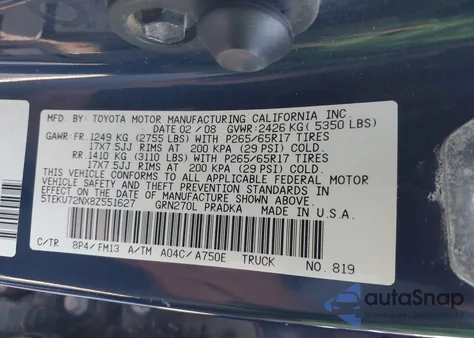 MFD. BY: TOYOTA MOTOR MANUFACTURING CALIFORNIA INC.
DATE 02 / 08 GVWR: 2426 KG ( 5350 LBS)
GAWR: FR. 1249 KG (2755 LBS) WITH P265/65R17 TIRES
17X7.5JJ RIMS AT 200 KPA (29 PSI) COLD.
RR 1410 KG (3110 LBS) WITH P265/65R17 TIRES
17X7.5JJ RIMS AT 200 KPA (29 PSI) COLD.
THIS VEHICLE CONFORMS TO ALL APPLICABLE FEDERAL MOTOR
VEHICLE SAFETY AND BUMPER AND THEFT PREVENTION STANDARDS
IN EFFECT ON THE DATE OF MANUFACTURE SHOWN ABOVE.
5TEKU72NX8Z551627 GRN270L PRADKA MADE IN U.S.A.
C/TR 8P4/ FM13 A/TM A04C/ A750E TRUCK NO. 819
autoSnap